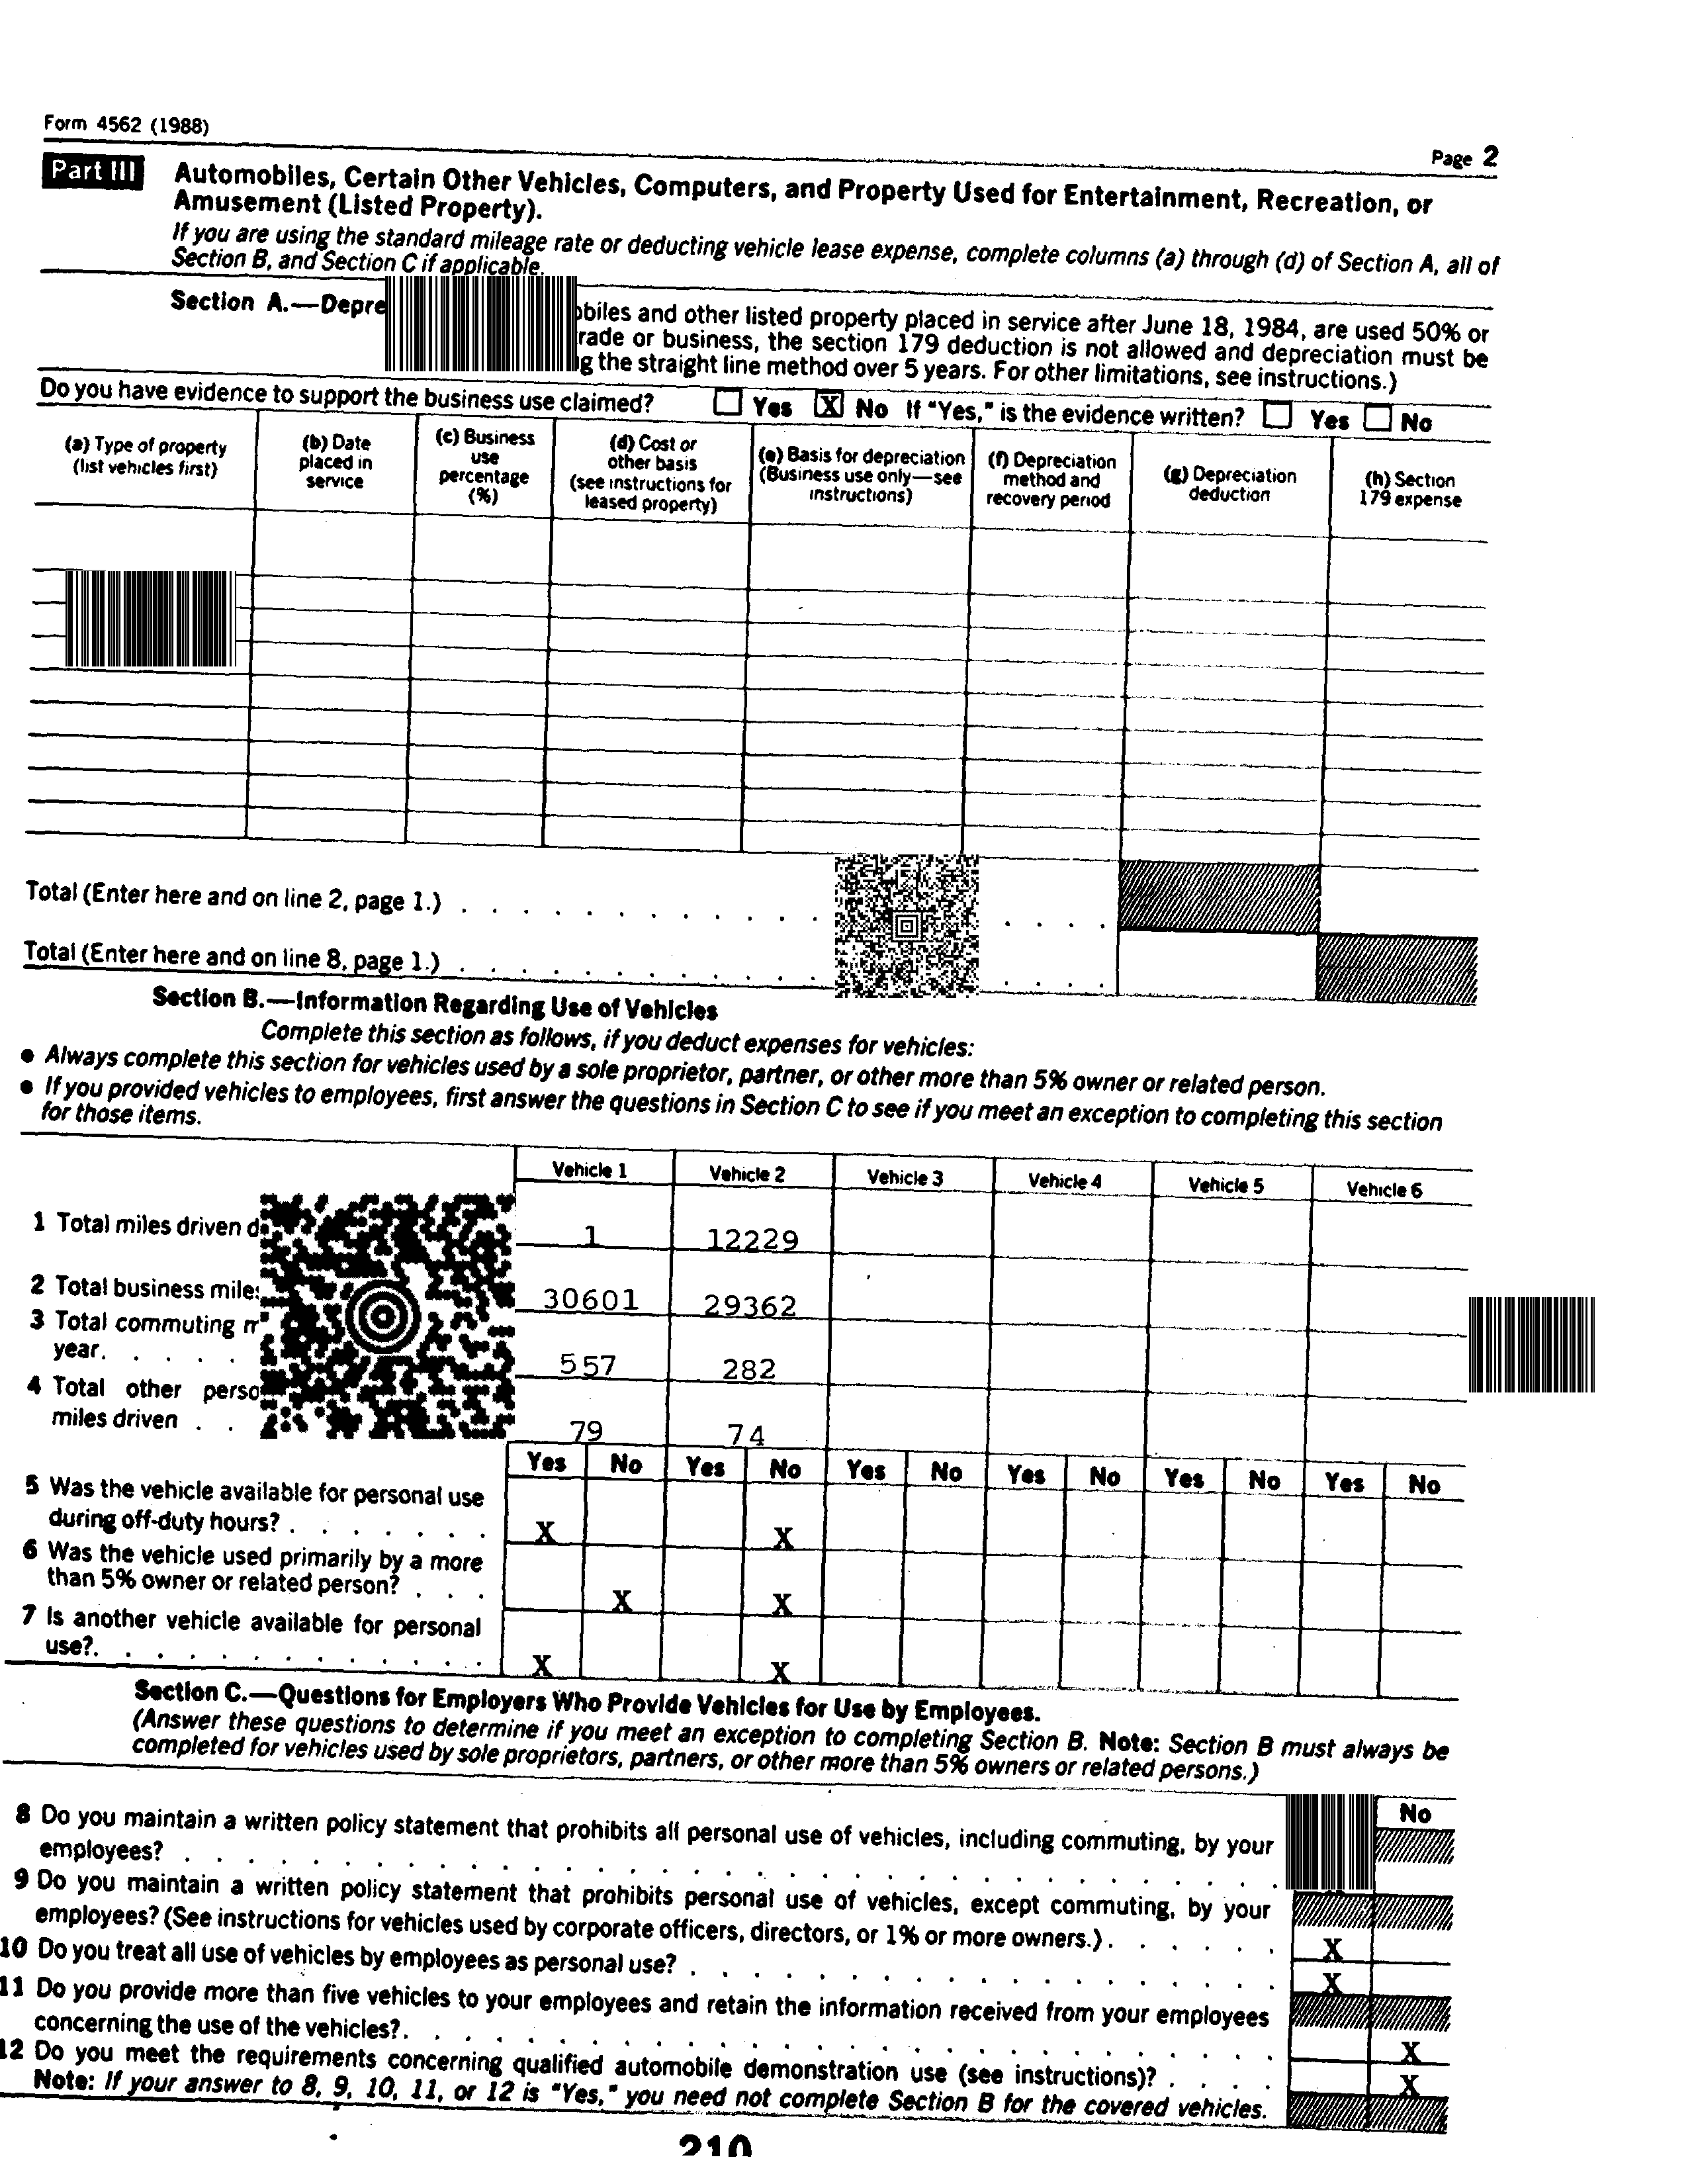 Form 4562 (1988)
Page 2
Part III Automobiles, Certain Other Vehicles, Computers, and Property Used for Entertainment, Recreation, or
Amusement (Listed Property).
If you are using the standard mileage rate or deducting vehicle lease expense, complete columns (a) through (d) of Section A, all of
Section B, and Section C if applicable.
Section A.—Depre
biles and other listed property placed in service after June 18, 1984, are used 50% or
rade or business, the section 179 deduction is not allowed and depreciation must be
g the straight line method over 5 years. For other limitations, see instructions.)
Do you have evidence to support the business use claimed? Yes X No If "Yes," is the evidence written? Yes No
(a) Type of property
(list vehicles first)
(b) Date
placed in
service
(c) Business
use
percentage
(%)
(d) Cost or
other basis
(see instructions for
leased property)
(e) Basis for depreciation
(Business use only—see
instructions)
(f) Depreciation
method and
recovery period
(g) Depreciation
deduction
(h) Section
179 expense
Total (Enter here and on line 2, page 1.)
Total (Enter here and on line 8, page 1.)
Section B.—Information Regarding Use of Vehicles
Complete this section as follows, if you deduct expenses for vehicles:
● Always complete this section for vehicles used by a sole proprietor, partner, or other more than 5% owner or related person.
● If you provided vehicles to employees, first answer the questions in Section C to see if you meet an exception to completing this section
for those items.
Vehicle 1 Vehicle 2 Vehicle 3 Vehicle 4 Vehicle 5 Vehicle 6
1 Total miles driven d
1 12229
2 Total business miles
30601 29362
3 Total commuting m
year. . . . .
557 282
4 Total other perso
miles driven . .
79 74
Yes No Yes No Yes No Yes No Yes No Yes No
5 Was the vehicle available for personal use
during off-duty hours? . . . . . . . X X
6 Was the vehicle used primarily by a more
than 5% owner or related person? . . . X X
7 Is another vehicle available for personal
use?. . . . . . . . . . . . . X X
Section C.—Questions for Employers Who Provide Vehicles for Use by Employees.
(Answer these questions to determine if you meet an exception to completing Section B. Note: Section B must always be
completed for vehicles used by sole proprietors, partners, or other more than 5% owners or related persons.)
No
8 Do you maintain a written policy statement that prohibits all personal use of vehicles, including commuting, by your
employees?
9 Do you maintain a written policy statement that prohibits personal use of vehicles, except commuting, by your
employees? (See instructions for vehicles used by corporate officers, directors, or 1% or more owners.) . . . . . . X
10 Do you treat all use of vehicles by employees as personal use? X
11 Do you provide more than five vehicles to your employees and retain the information received from your employees
concerning the use of the vehicles?. X
12 Do you meet the requirements concerning qualified automobile demonstration use (see instructions)? . . . . X
Note: If your answer to 8, 9, 10, 11, or 12 is "Yes," you need not complete Section B for the covered vehicles.
210